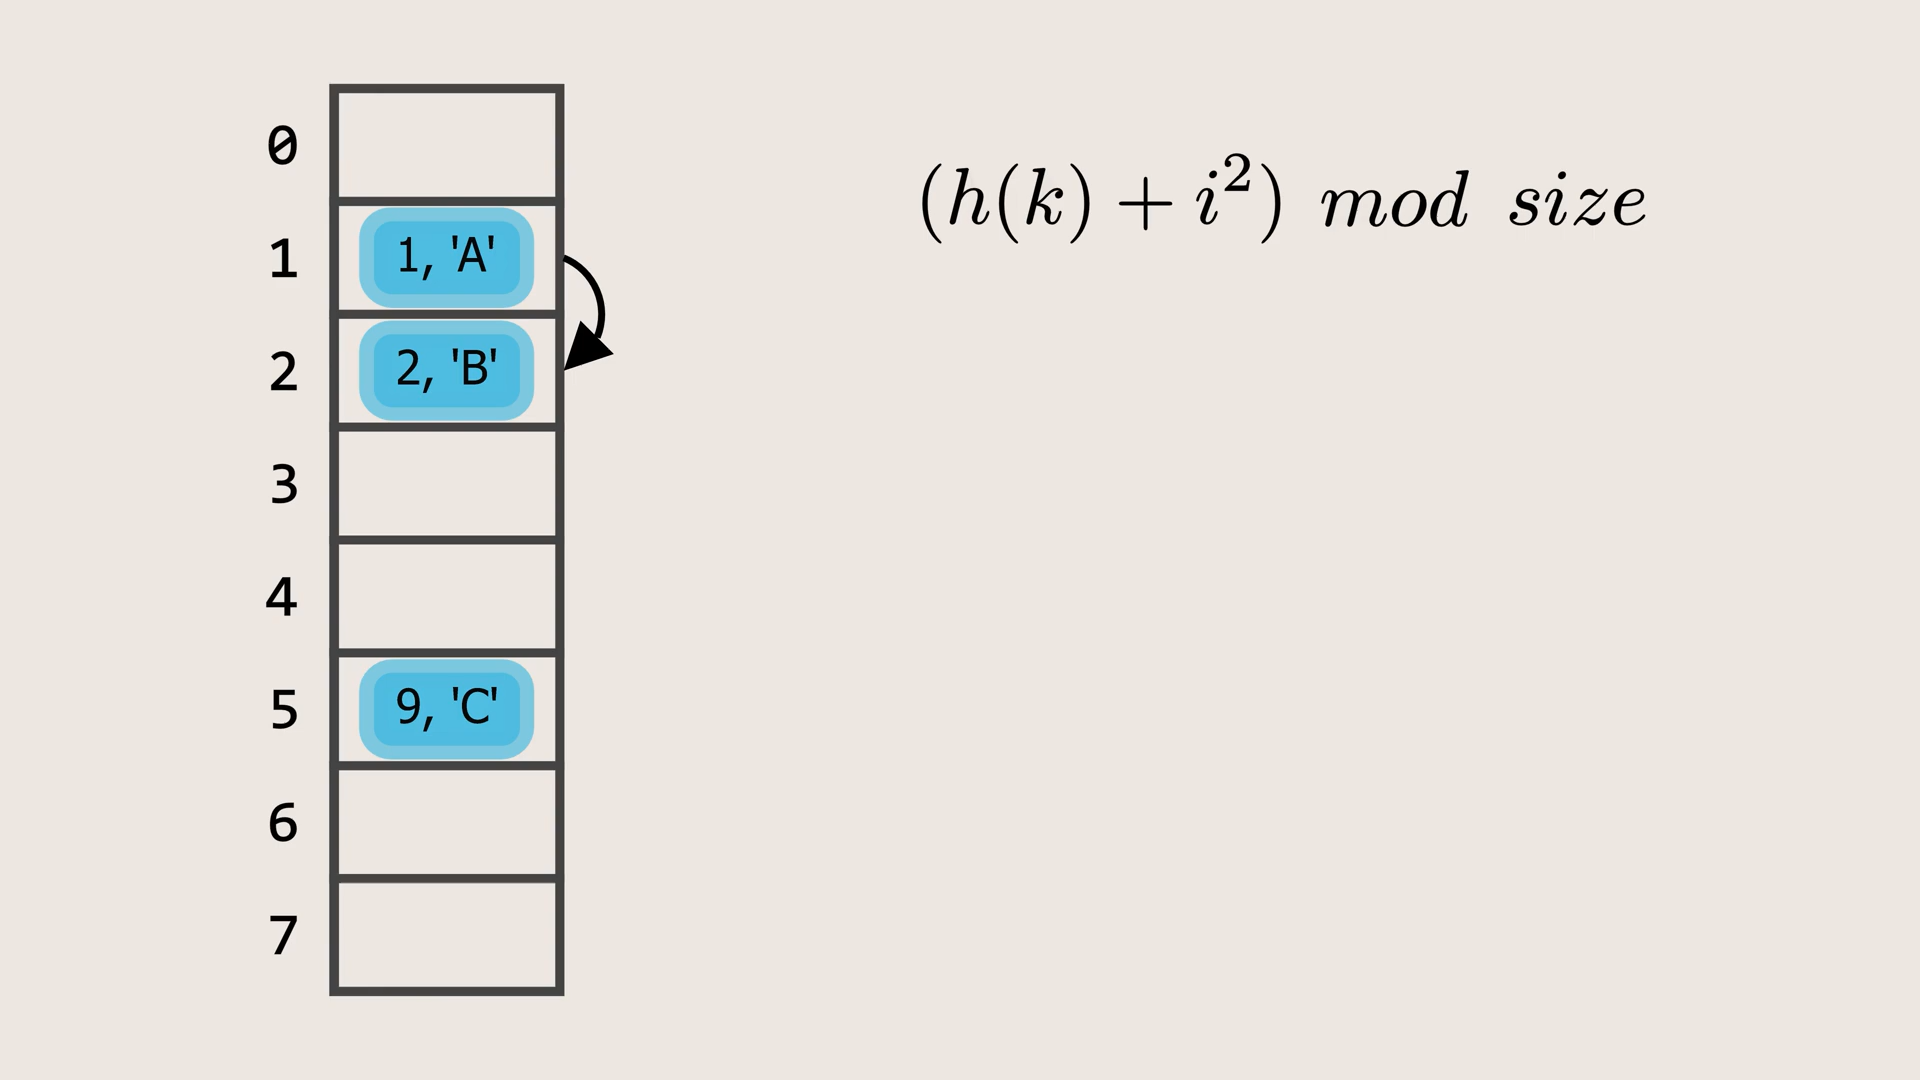 (h(k) + i²) mod size
0
1 1, 'A'
2 2, 'B'
3
4
5 9, 'C'
6
7